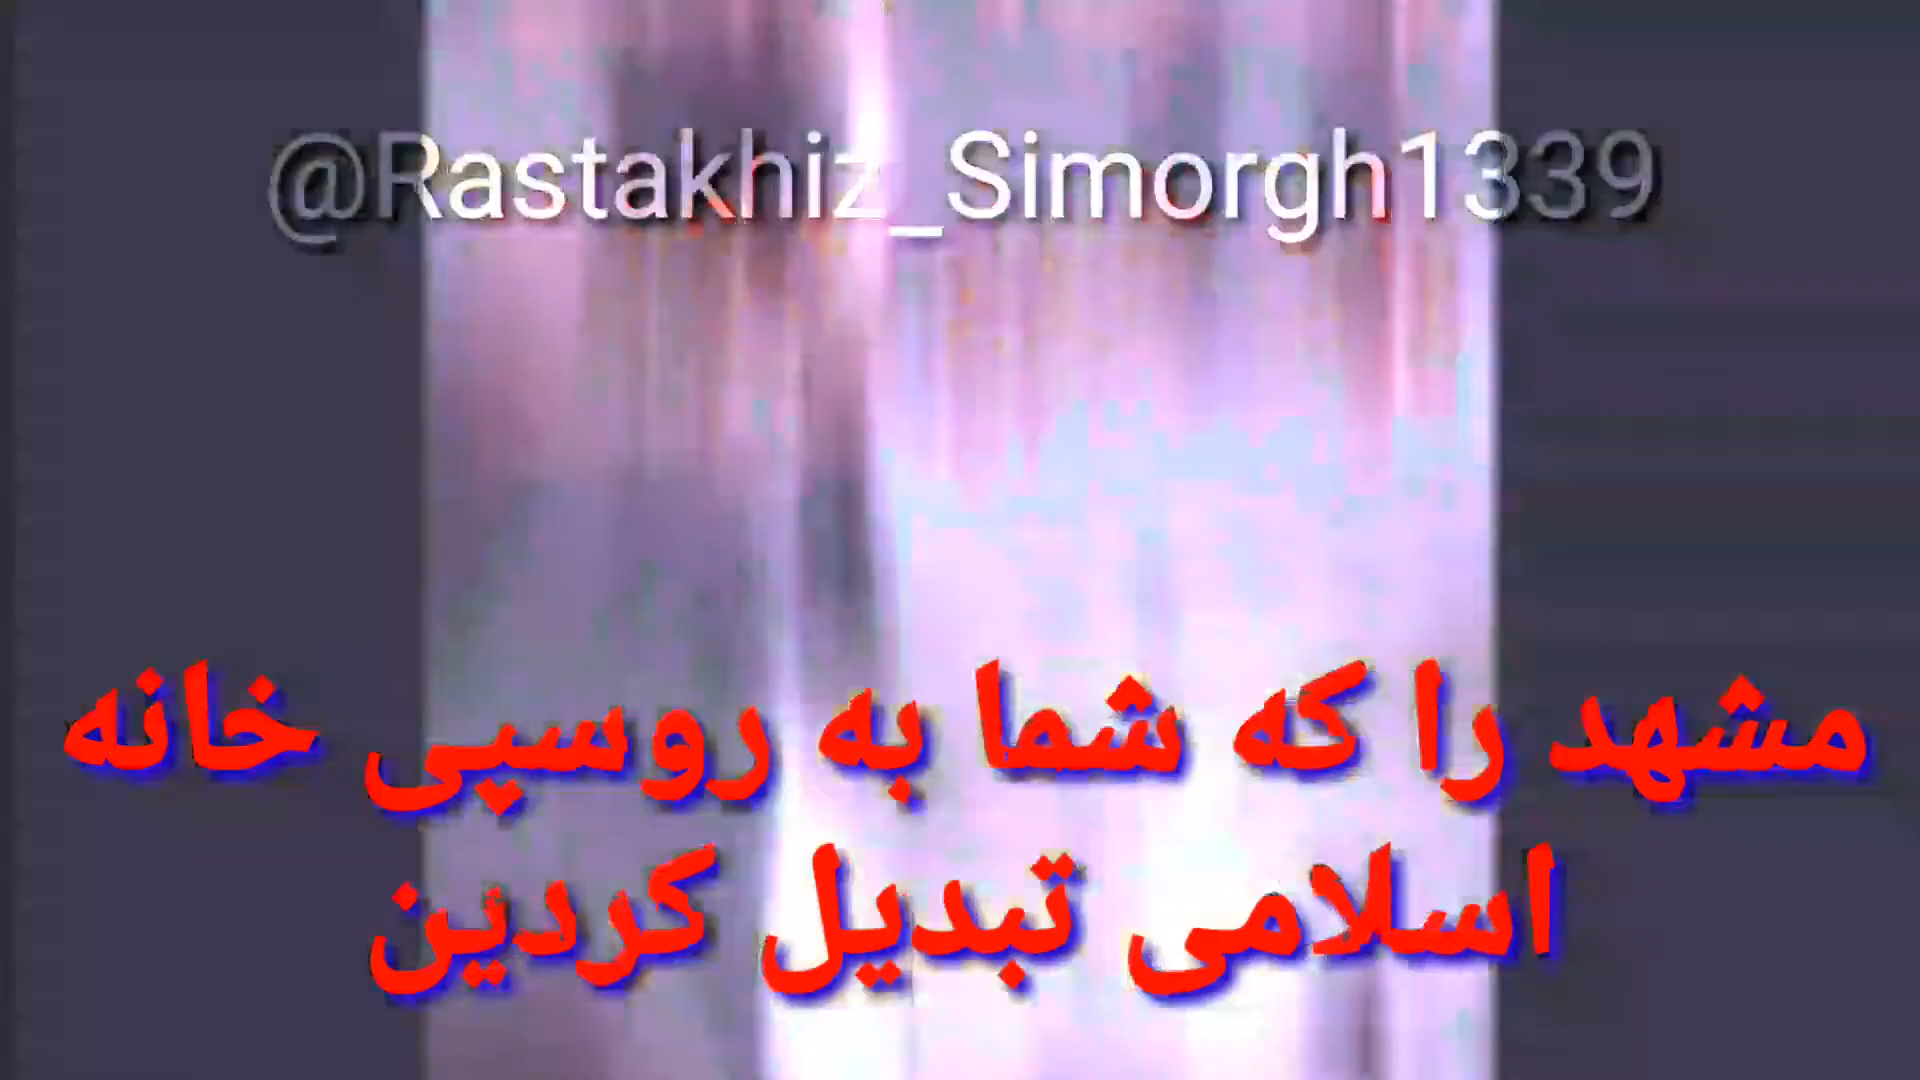 @Rastakhiz_Simorgh1339
مشهد را که شما به روسپی خانه
اسلامی تبدیل کردین